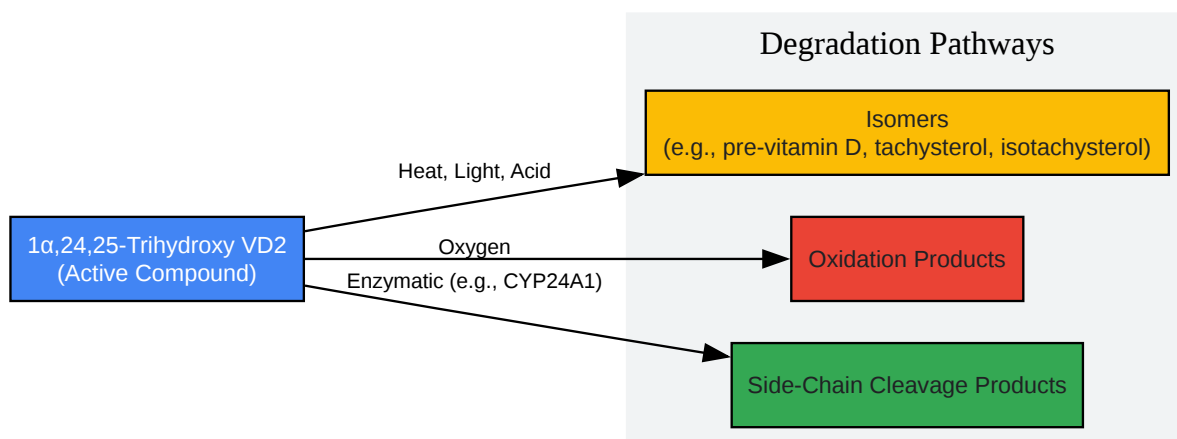 Degradation Pathways
Isomers
(e.g., pre-vitamin D, tachysterol, isotachysterol)
Heat, Light, Acid
1α,24,25-Trihydroxy VD2
(Active Compound)
Oxygen
Oxidation Products
Enzymatic (e.g., CYP24A1)
Side-Chain Cleavage Products